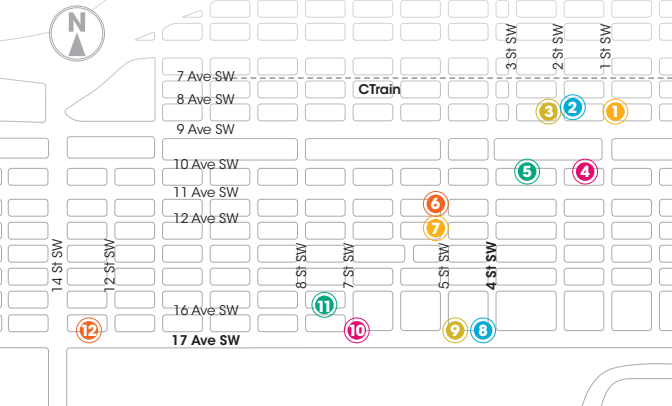 N
3 St SW
2 St SW
1 St SW
7 Ave SW
CTrain
8 Ave SW
3
2
1
9 Ave SW
10 Ave SW
5
4
11 Ave SW
6
12 Ave SW
7
14 St SW
12 St SW
8 St SW
7 St SW
5 St SW
4 St SW
11
16 Ave SW
12
10
9
8
17 Ave SW